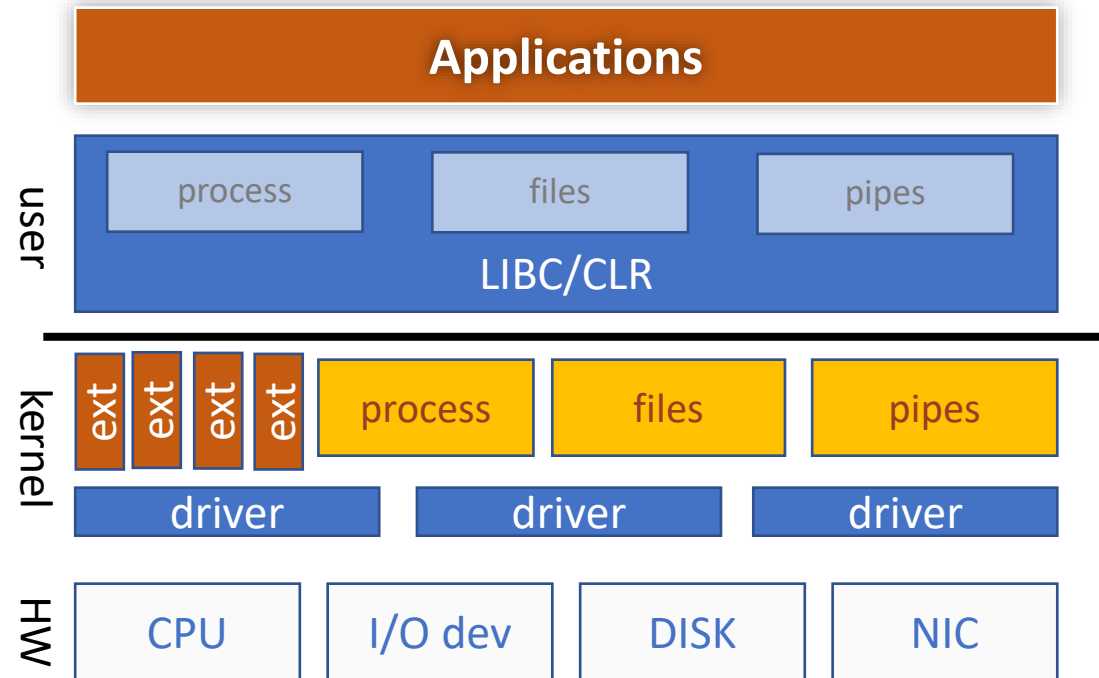 Applications
user
process
files
pipes
LIBC/CLR
kernel
ext
ext
ext
ext
process
files
pipes
driver
driver
driver
HW
CPU
I/O dev
DISK
NIC